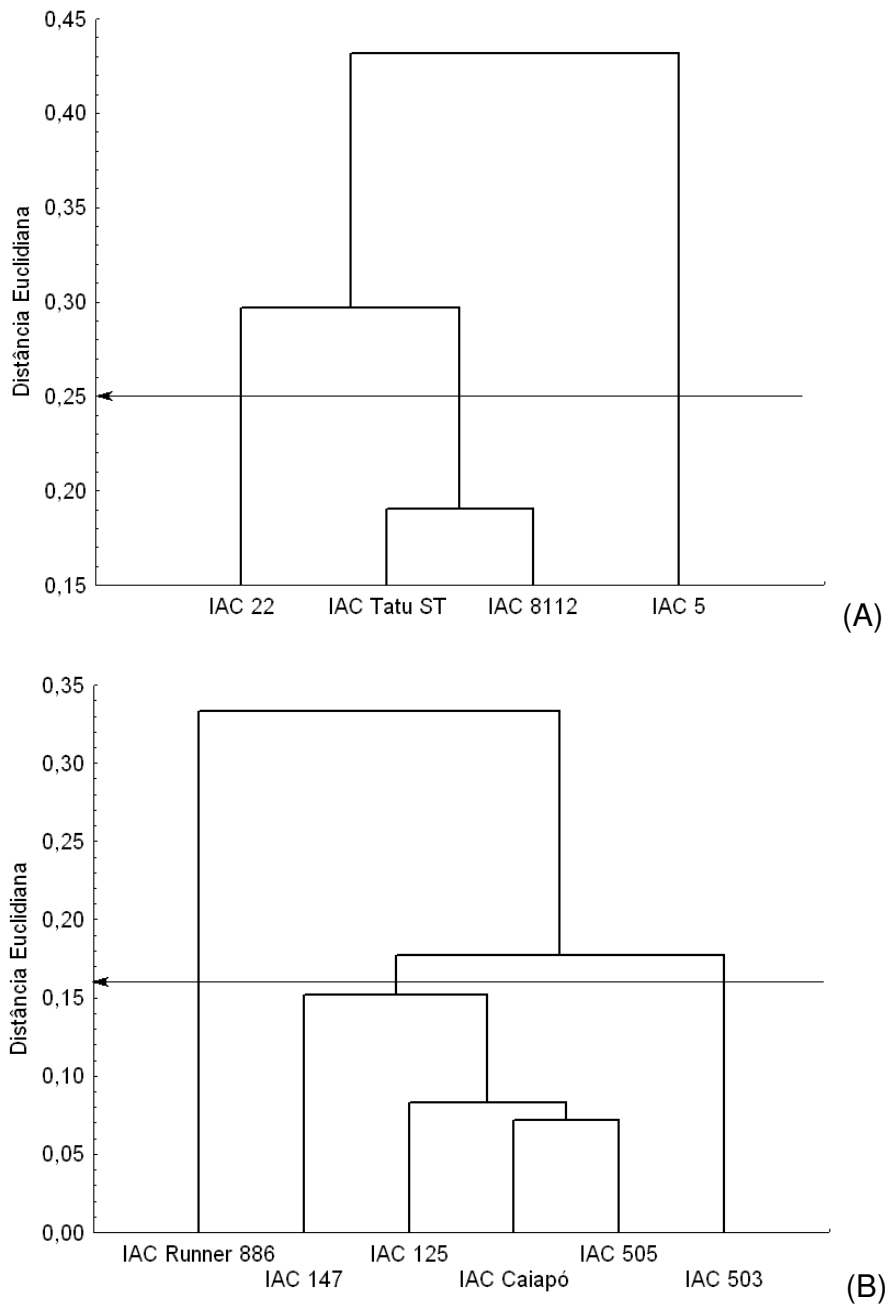 0,45
0,40
0,35
0,30
0,25
0,20
0,15
Distância Euclidiana
IAC 22 IAC Tatu ST IAC 8112 IAC 5
(A)
0,35
0,30
0,25
0,20
0,15
0,10
0,05
0,00
Distância Euclidiana
IAC Runner 886 IAC 125 IAC 505
IAC 147 IAC Caiapó IAC 503
(B)